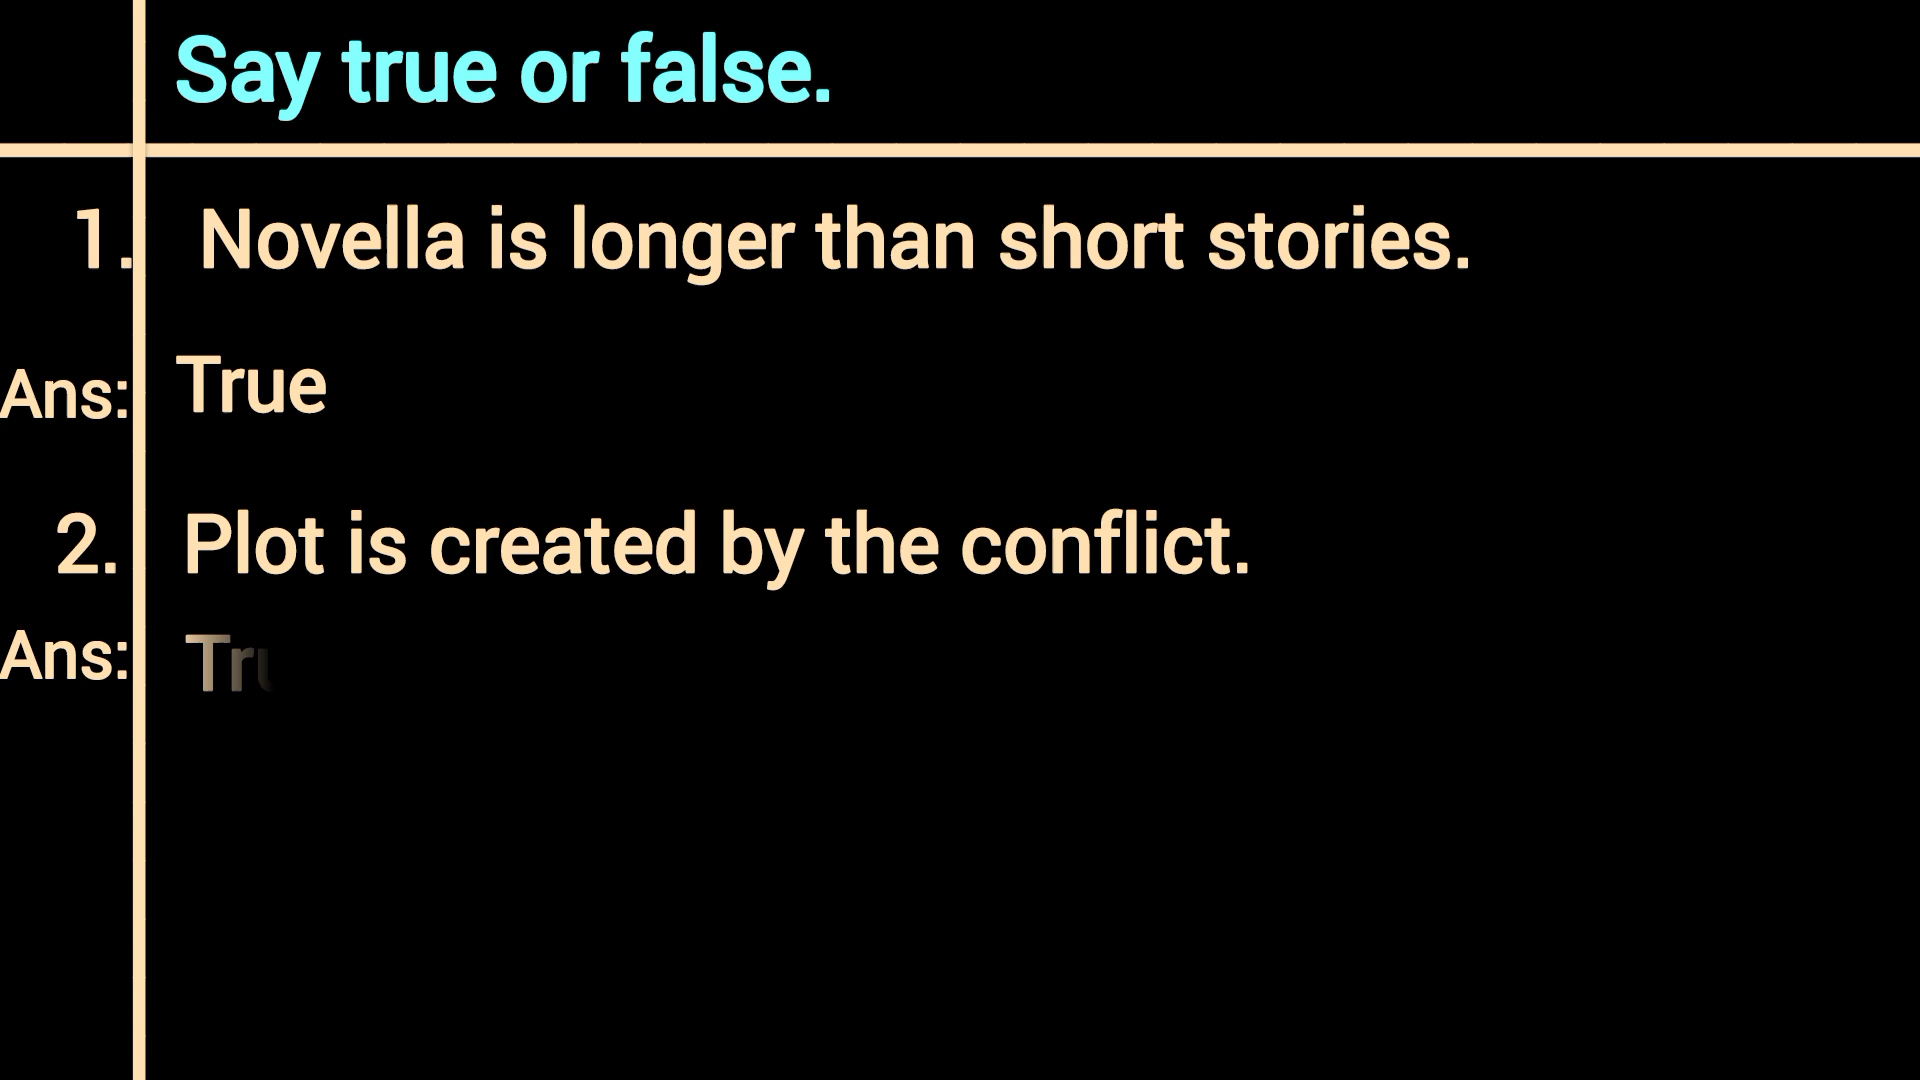 Say true or false.
1. Novella is longer than short stories.
Ans: True
2. Plot is created by the conflict.
Ans: Tru